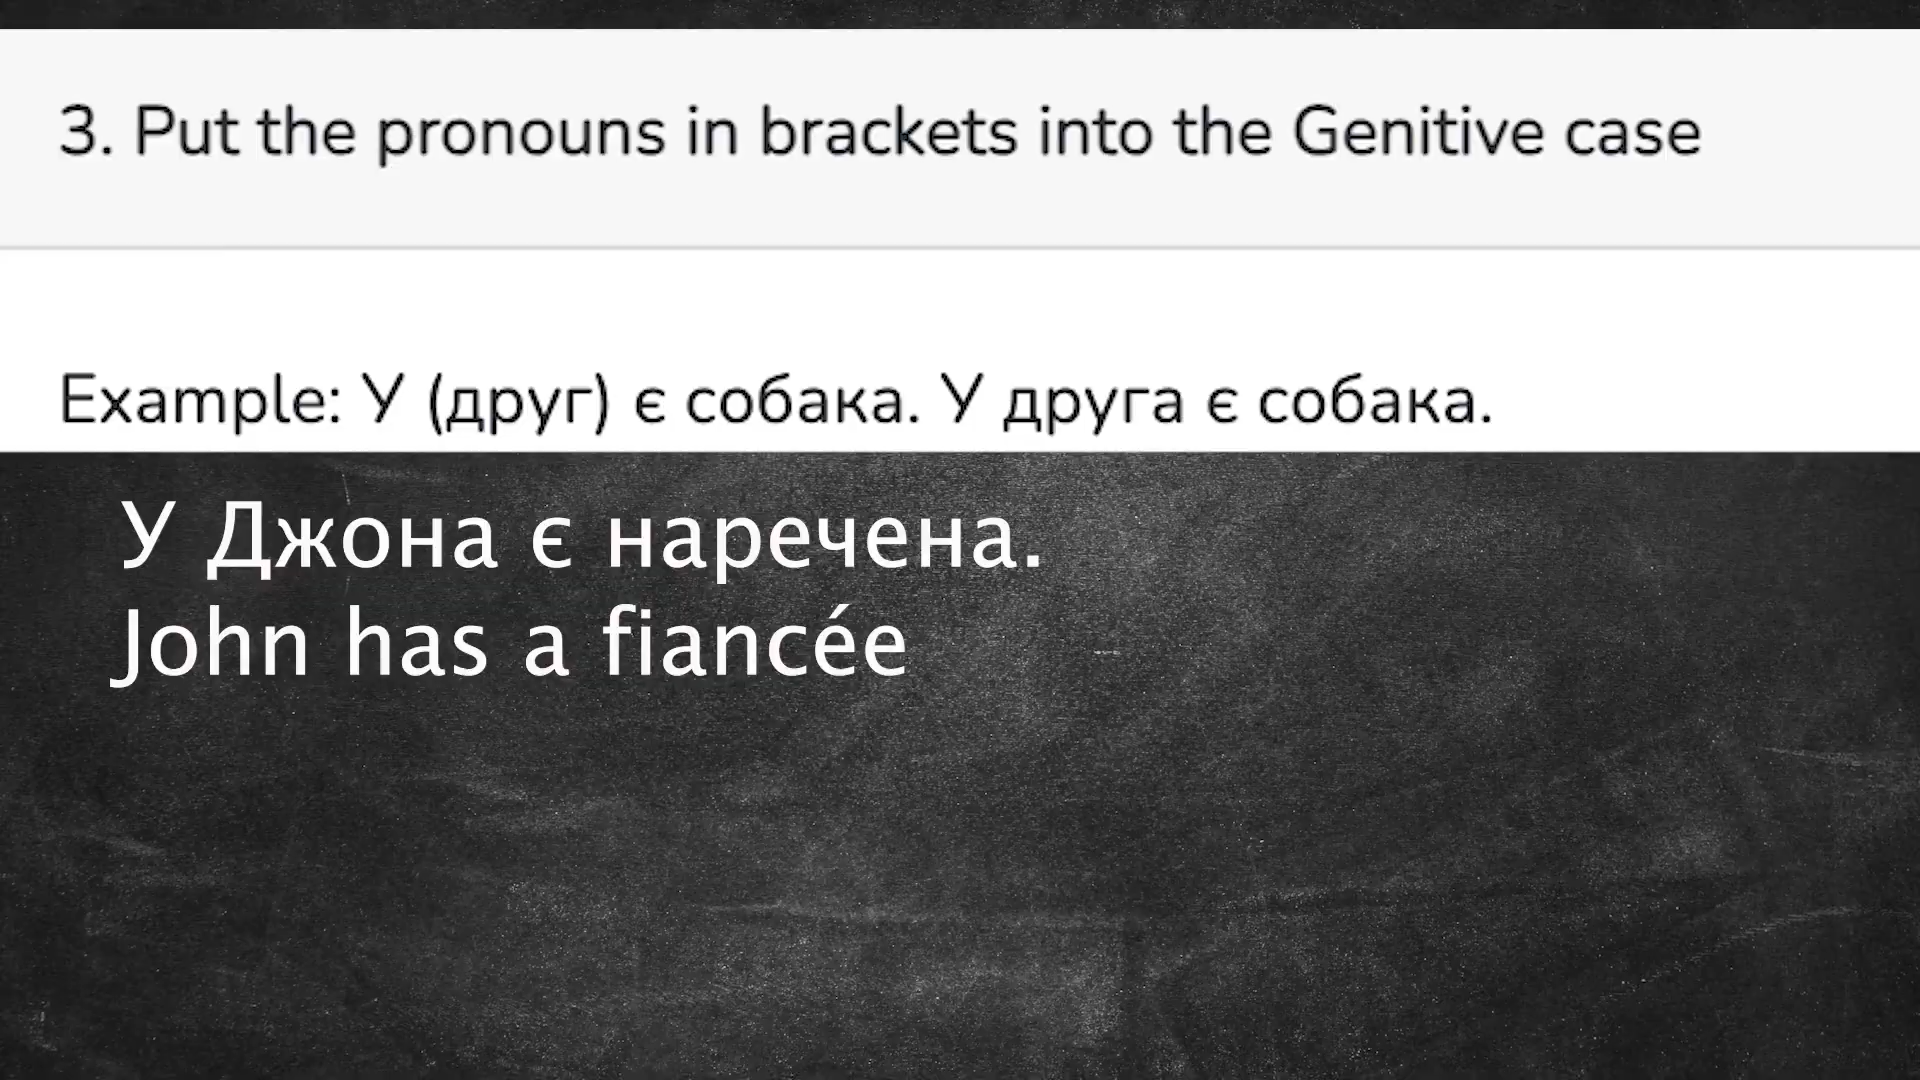 3. Put the pronouns in brackets into the Genitive case
Example: У (друг) є собака. У друга є собака.
У Джона є наречена.
John has a fiancée